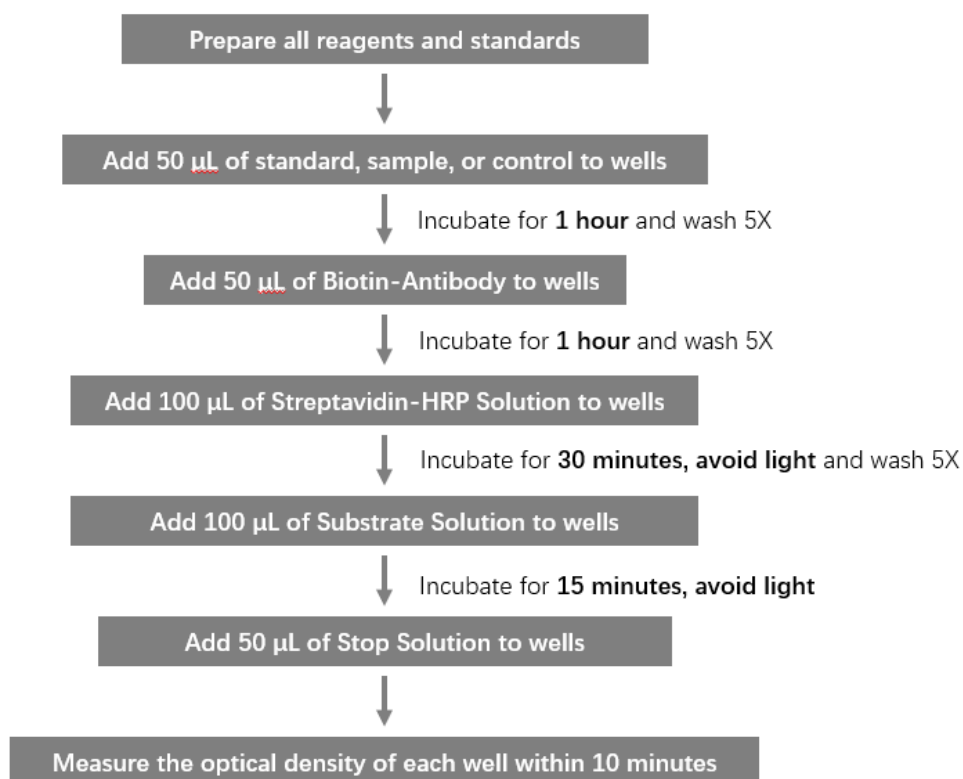 Prepare all reagents and standards
Add 50 µL of standard, sample, or control to wells
Incubate for 1 hour and wash 5X
Add 50 µL of Biotin-Antibody to wells
Incubate for 1 hour and wash 5X
Add 100 µL of Streptavidin-HRP Solution to wells
Incubate for 30 minutes, avoid light and wash 5X
Add 100 µL of Substrate Solution to wells
Incubate for 15 minutes, avoid light
Add 50 µL of Stop Solution to wells
Measure the optical density of each well within 10 minutes